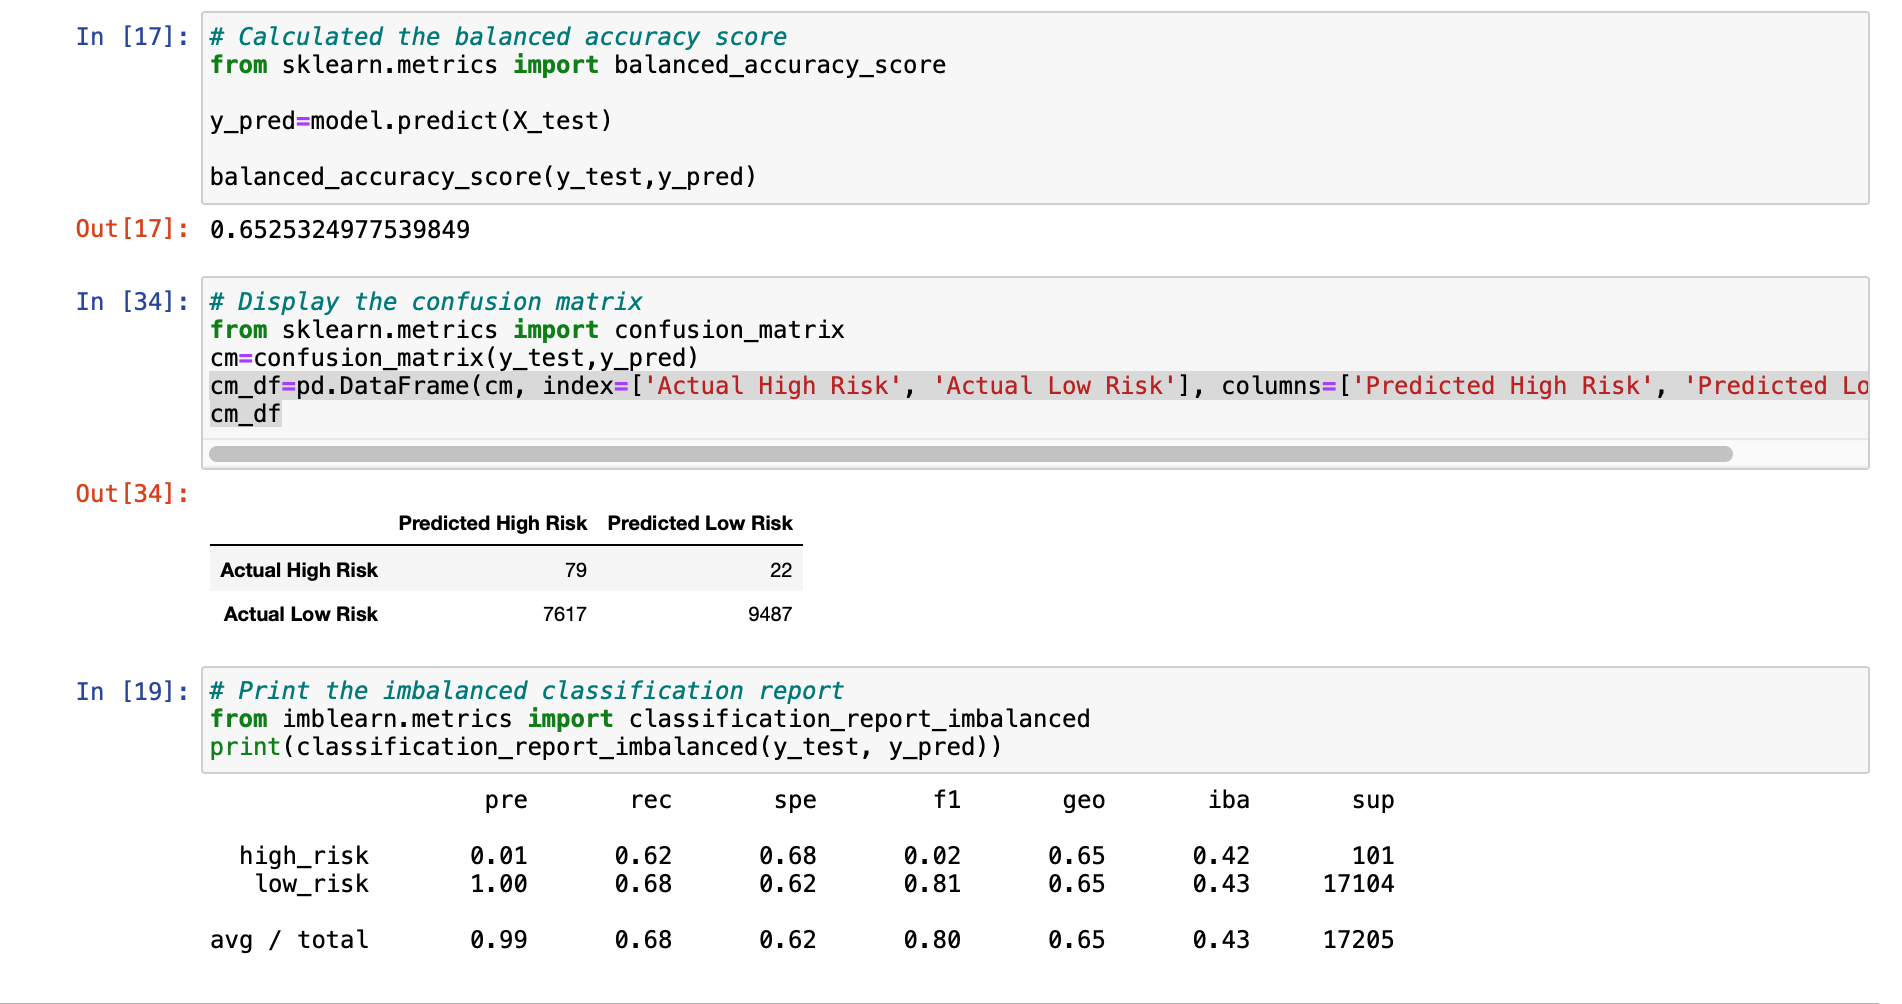 In [17]: # Calculated the balanced accuracy score
from sklearn.metrics import balanced_accuracy_score
y_pred=model.predict(X_test)
balanced_accuracy_score(y_test,y_pred)
Out[17]: 0.6525324977539849
In [34]: # Display the confusion matrix
from sklearn.metrics import confusion_matrix
cm=confusion_matrix(y_test,y_pred)
cm_df=pd.DataFrame(cm, index=['Actual High Risk', 'Actual Low Risk'], columns=['Predicted High Risk', 'Predicted Lo
cm_df
Out[34]:
Predicted High Risk Predicted Low Risk
Actual High Risk 79 22
Actual Low Risk 7617 9487
In [19]: # Print the imbalanced classification report
from imblearn.metrics import classification_report_imbalanced
print(classification_report_imbalanced(y_test, y_pred))
pre rec spe f1 geo iba sup
high_risk 0.01 0.62 0.68 0.02 0.65 0.42 101
low_risk 1.00 0.68 0.62 0.81 0.65 0.43 17104
avg / total 0.99 0.68 0.62 0.80 0.65 0.43 17205